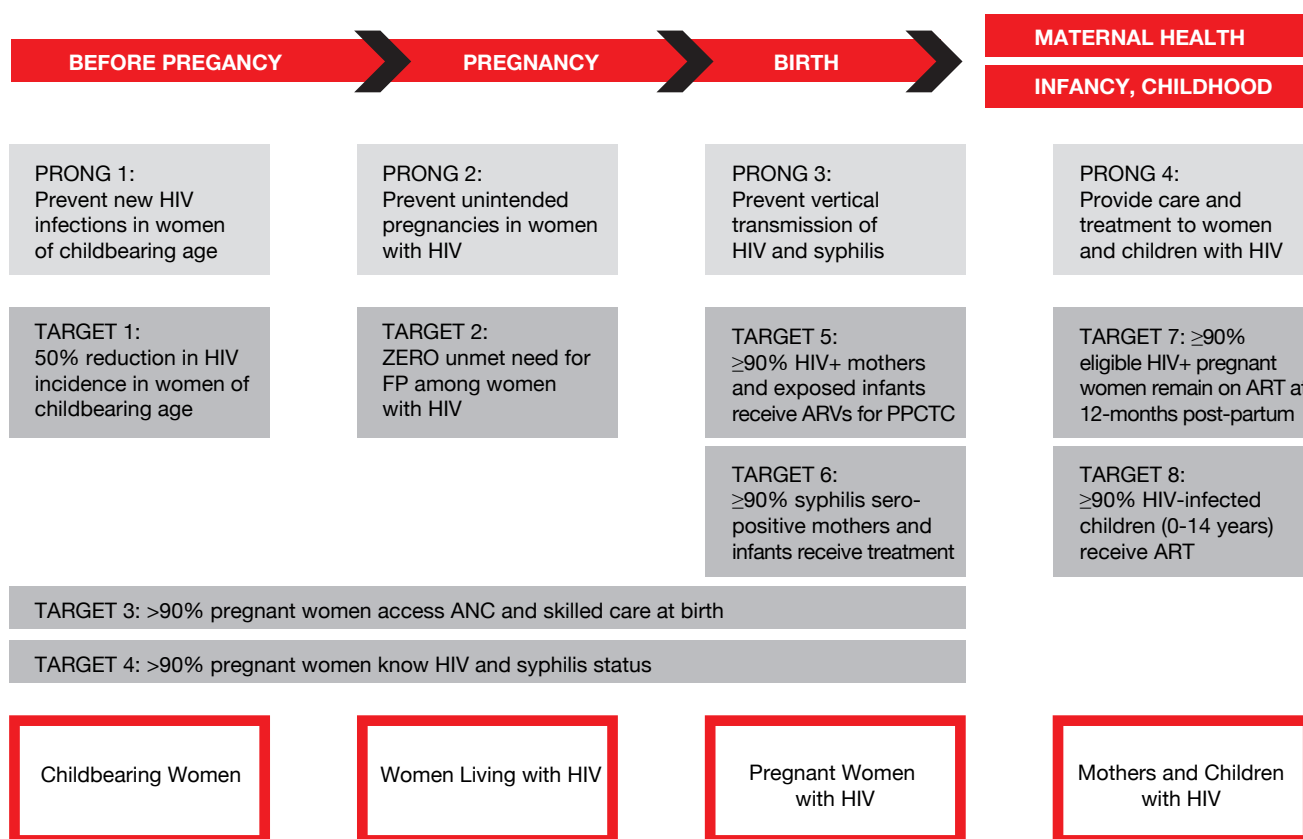 BEFORE PREGANCY
PREGNANCY
BIRTH
MATERNAL HEALTH
INFANCY, CHILDHOOD
PRONG 1:
Prevent new HIV
infections in women
of childbearing age
PRONG 2:
Prevent unintended
pregnancies in women
with HIV
PRONG 3:
Prevent vertical
transmission of
HIV and syphilis
PRONG 4:
Provide care and
treatment to women
and children with HIV
TARGET 1:
50% reduction in HIV
incidence in women of
childbearing age
TARGET 2:
ZERO unmet need for
FP among women
with HIV
TARGET 5:
≥90% HIV+ mothers
and exposed infants
receive ARVs for PPCTC
TARGET 7: ≥90%
eligible HIV+ pregnant
women remain on ART at
12-months post-partum
TARGET 6:
≥90% syphilis sero-
positive mothers and
infants receive treatment
TARGET 8:
≥90% HIV-infected
children (0-14 years)
receive ART
TARGET 3: >90% pregnant women access ANC and skilled care at birth
TARGET 4: >90% pregnant women know HIV and syphilis status
Childbearing Women
Women Living with HIV
Pregnant Women
with HIV
Mothers and Children
with HIV